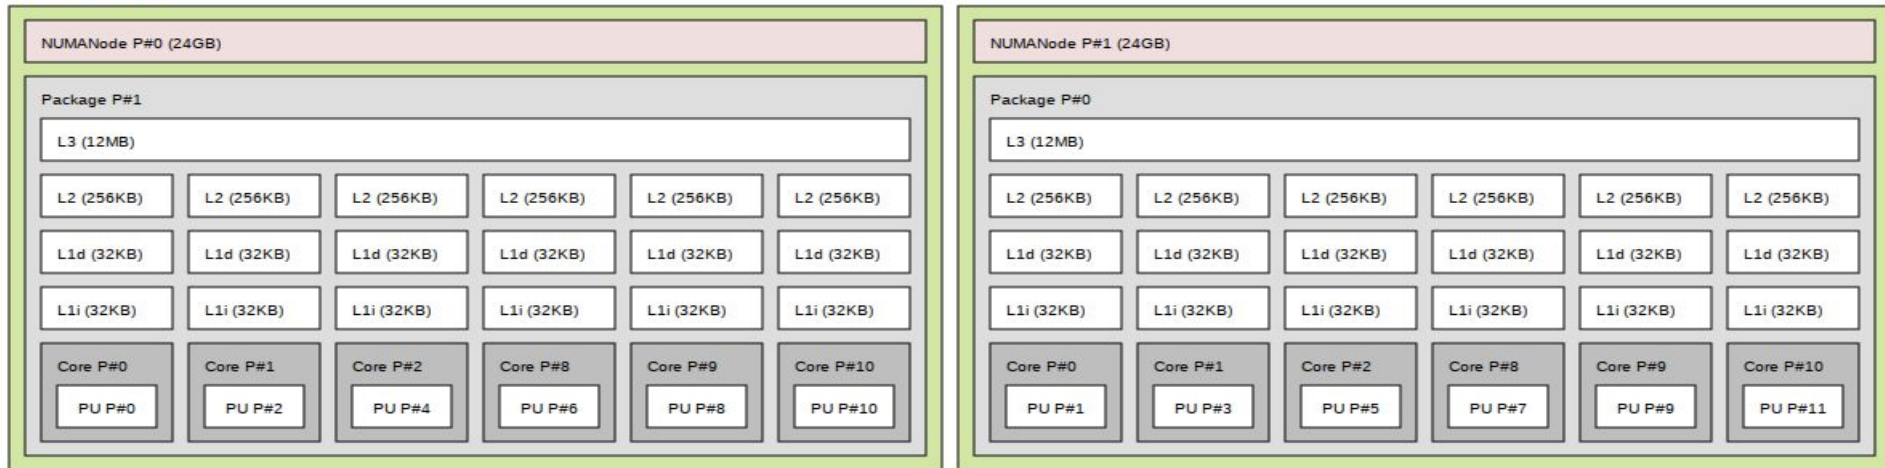 NUMANode P#0 (24GB)
Package P#1
L3 (12MB)
L2 (256KB) L2 (256KB) L2 (256KB) L2 (256KB) L2 (256KB) L2 (256KB)
L1d (32KB) L1d (32KB) L1d (32KB) L1d (32KB) L1d (32KB) L1d (32KB)
L1i (32KB) L1i (32KB) L1i (32KB) L1i (32KB) L1i (32KB) L1i (32KB)
Core P#0 Core P#1 Core P#2 Core P#8 Core P#9 Core P#10
PU P#0 PU P#2 PU P#4 PU P#6 PU P#8 PU P#10
NUMANode P#1 (24GB)
Package P#0
L3 (12MB)
L2 (256KB) L2 (256KB) L2 (256KB) L2 (256KB) L2 (256KB) L2 (256KB)
L1d (32KB) L1d (32KB) L1d (32KB) L1d (32KB) L1d (32KB) L1d (32KB)
L1i (32KB) L1i (32KB) L1i (32KB) L1i (32KB) L1i (32KB) L1i (32KB)
Core P#0 Core P#1 Core P#2 Core P#8 Core P#9 Core P#10
PU P#1 PU P#3 PU P#5 PU P#7 PU P#9 PU P#11